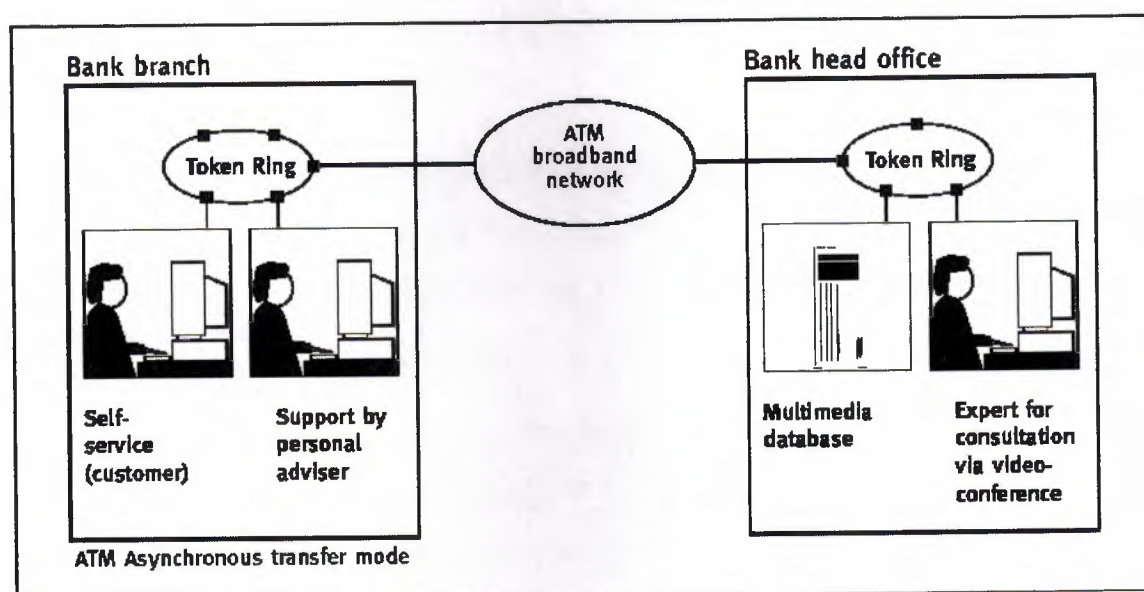 Bank branch
Token Ring
Self-
service
(customer)
Support by
personal
adviser
ATM Asynchronous transfer mode
ATM
broadband
network
Bank head office
Token Ring
Multimedia
database
Expert for
consultation
via video-
conference